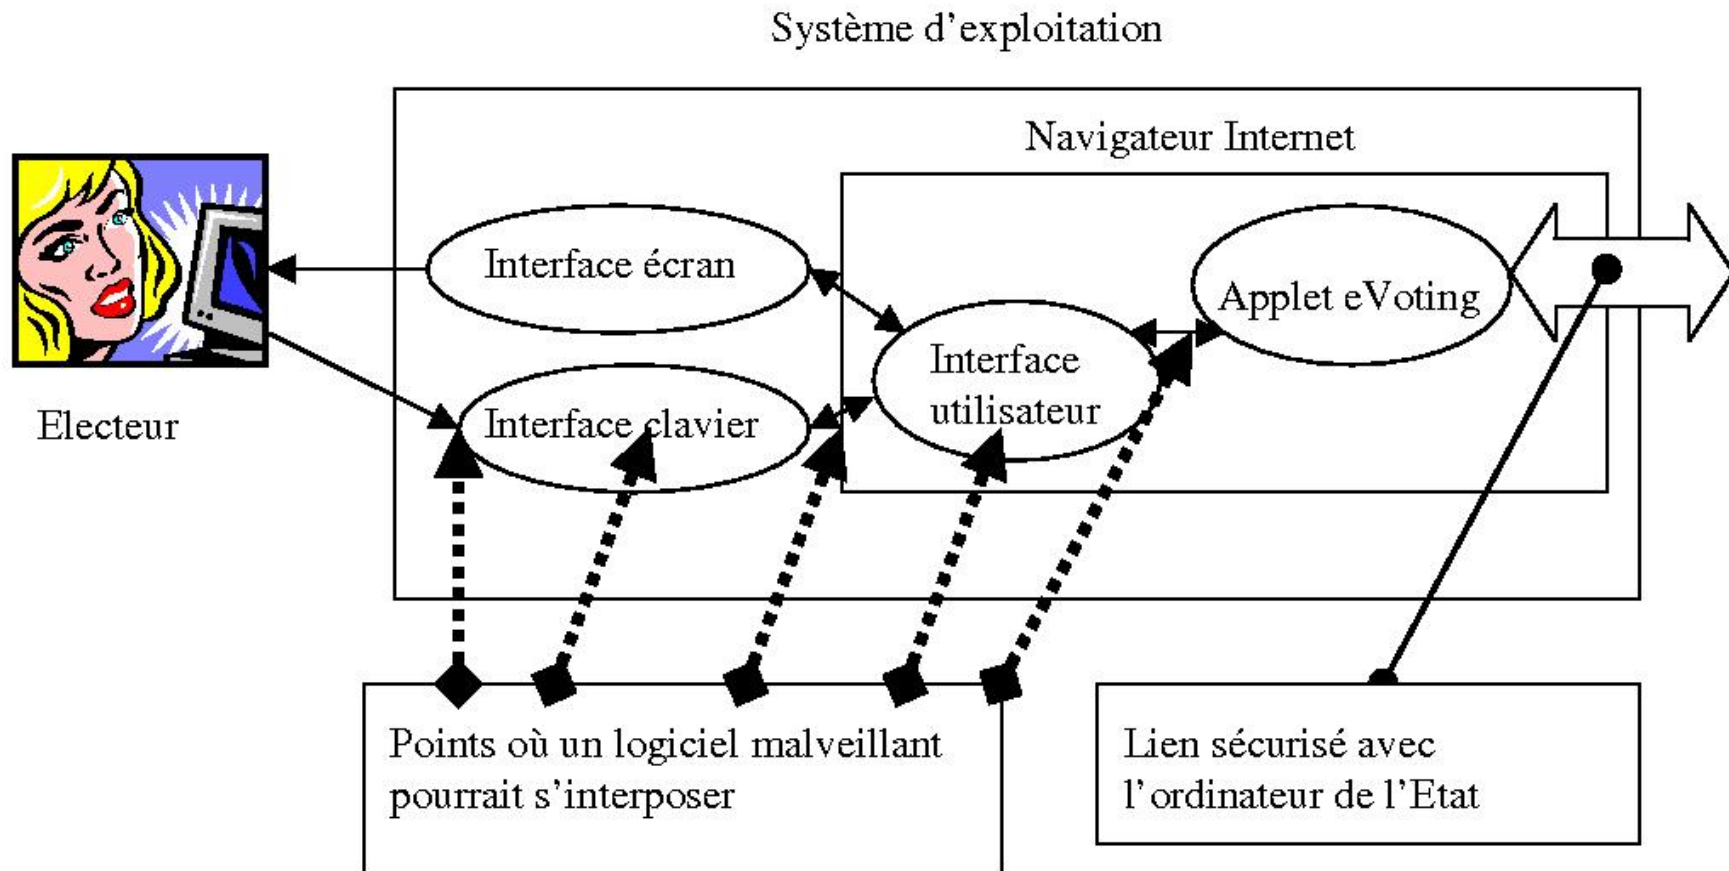 Système d'exploitation
Navigateur Internet
Interface écran
Applet eVoting
Interface
utilisateur
Electeur
Interface clavier
Points où un logiciel malveillant
pourrait s'interposer
Lien sécurisé avec
l'ordinateur de l'Etat